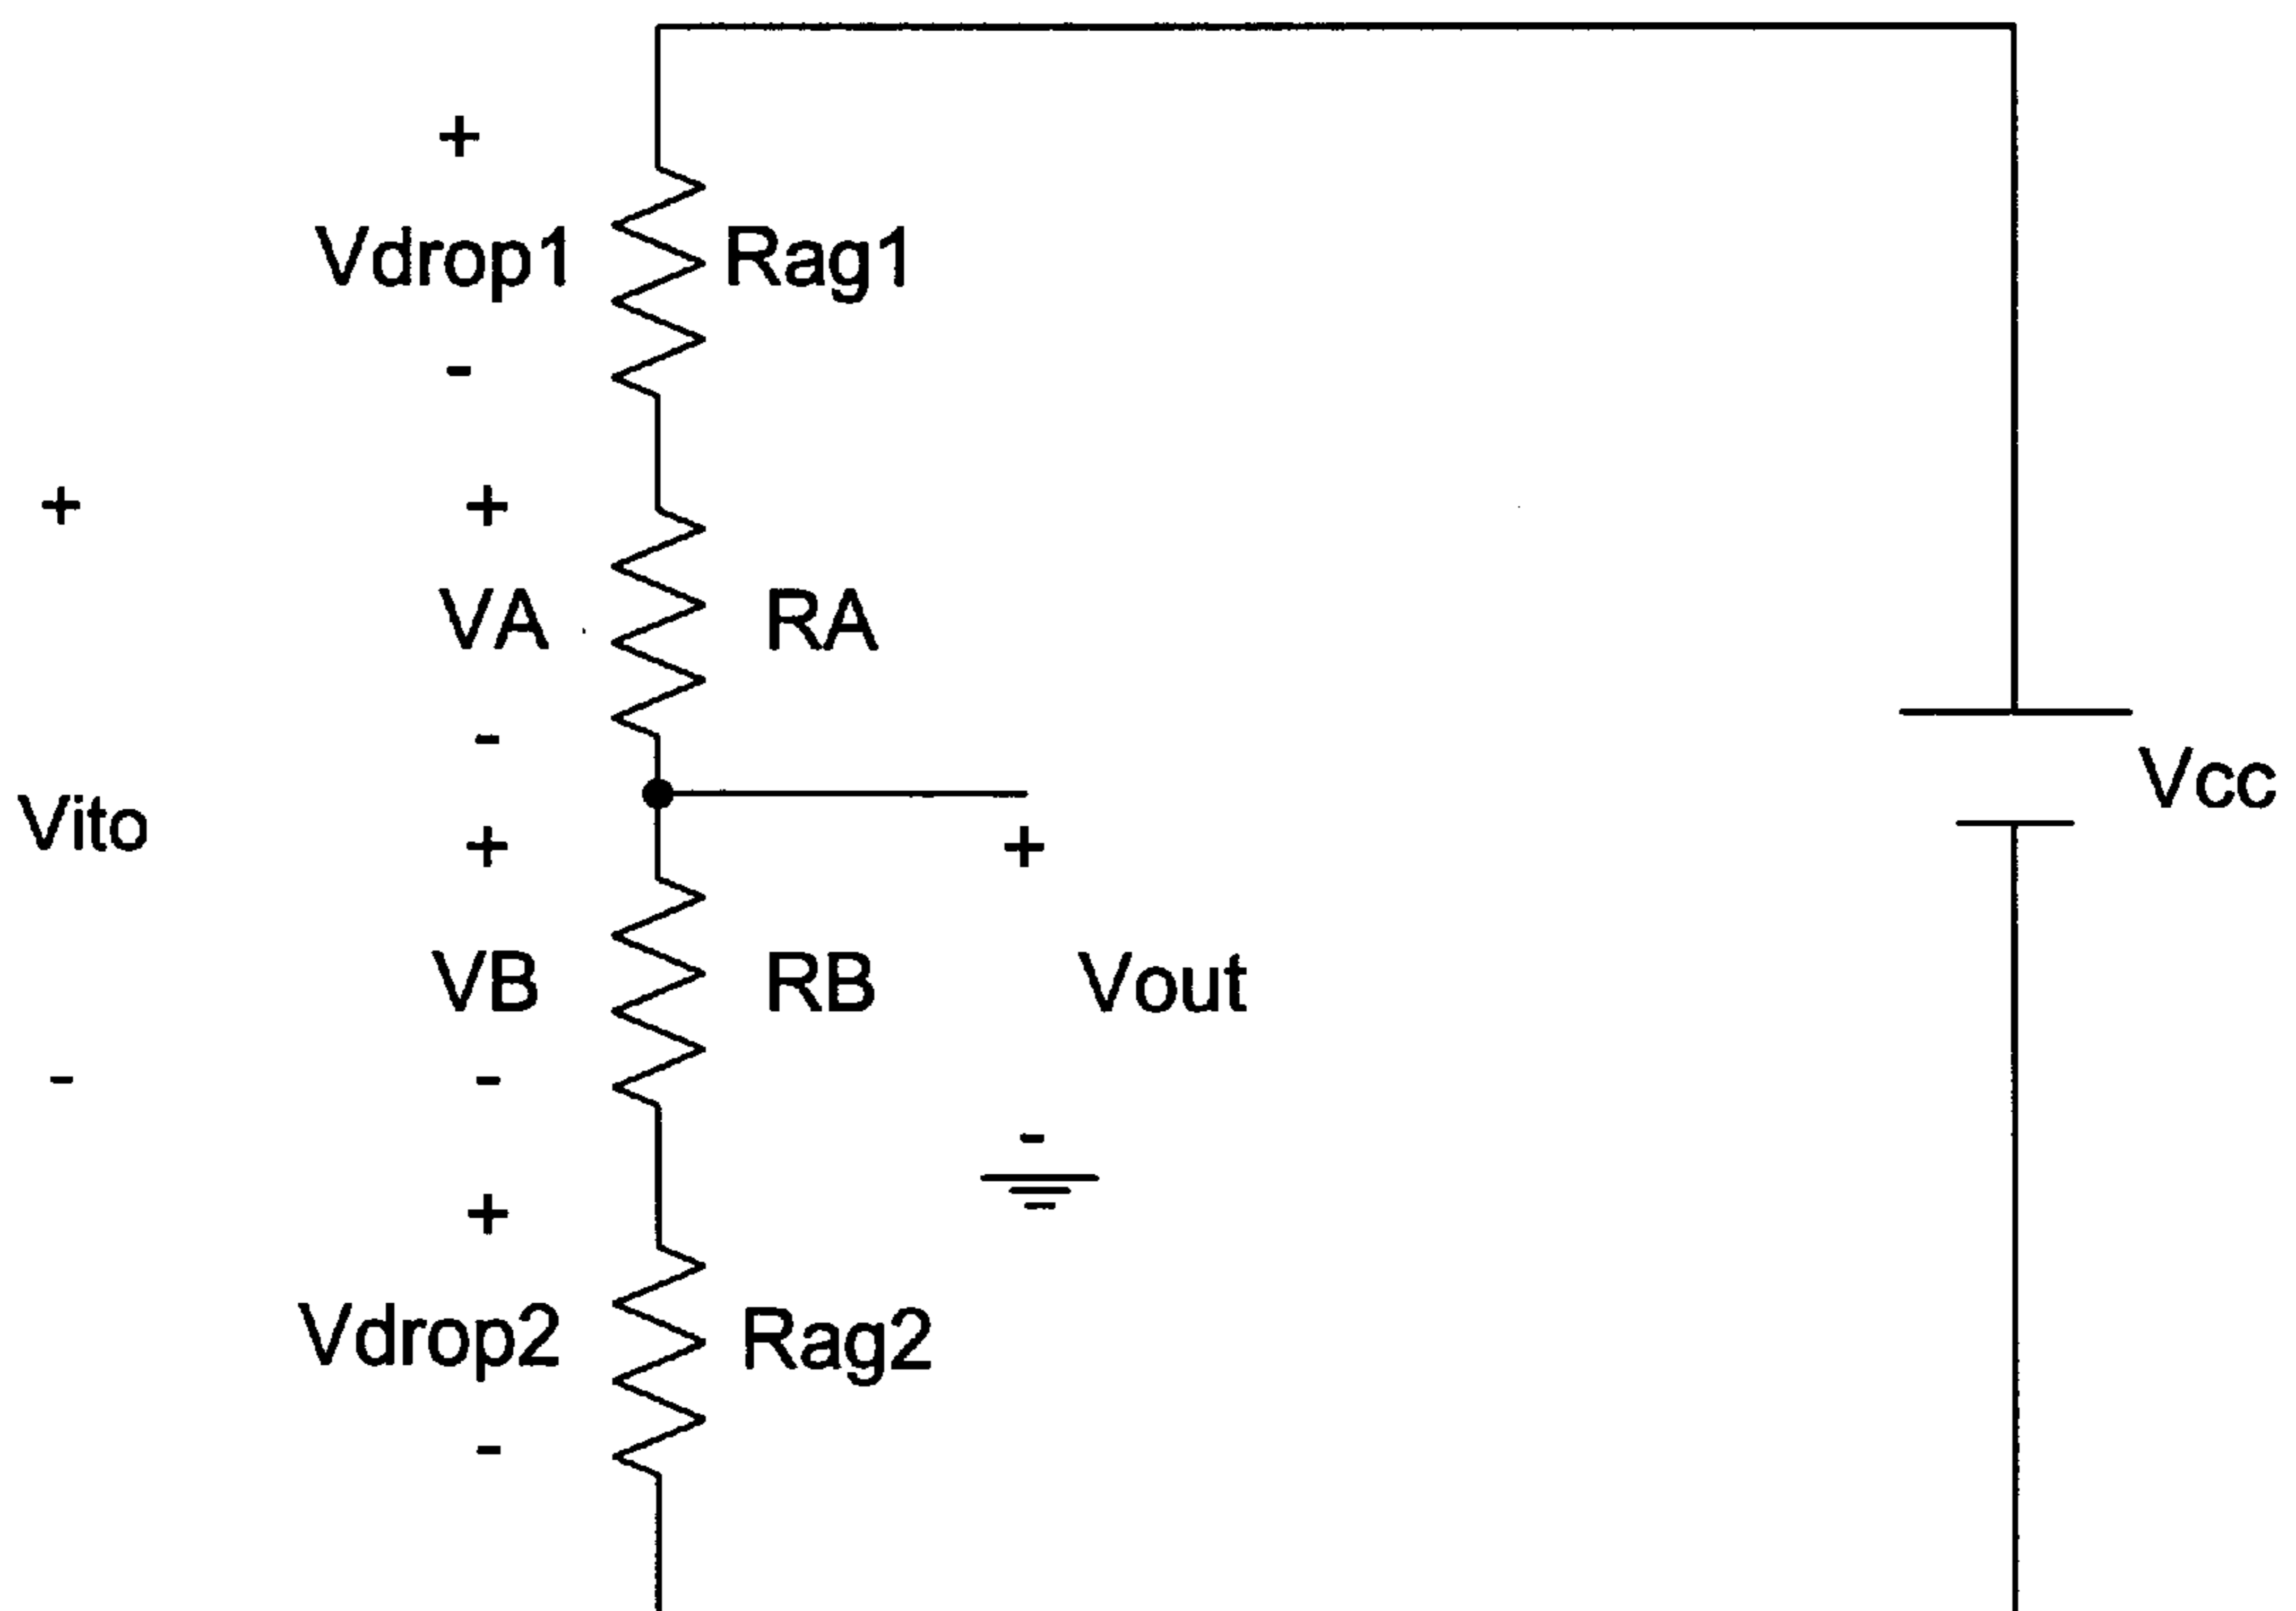 +
Vdrop1 Rag1
-
+ +
VA RA
-
Vcc
Vito
+ +
VB RB Vout
- -
-
+
Vdrop2 Rag2
-